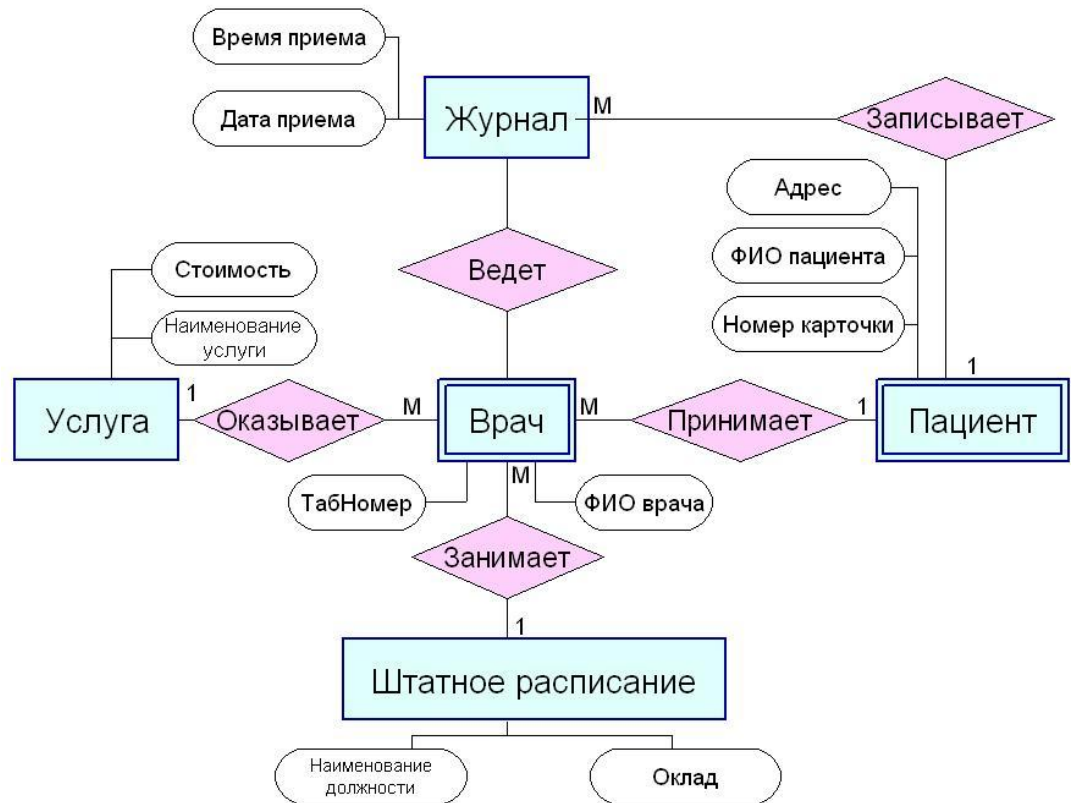 Время приема
Дата приема
Журнал
М
Записывает
Адрес
ФИО пациента
Номер карточки
Ведет
Стоимость
Наименование
услуги
Услуга
1
Оказывает
М
Врач
М
Принимает
1
1
Пациент
ТабНомер
М
ФИО врача
Занимает
1
Штатное расписание
Наименование
должности
Оклад